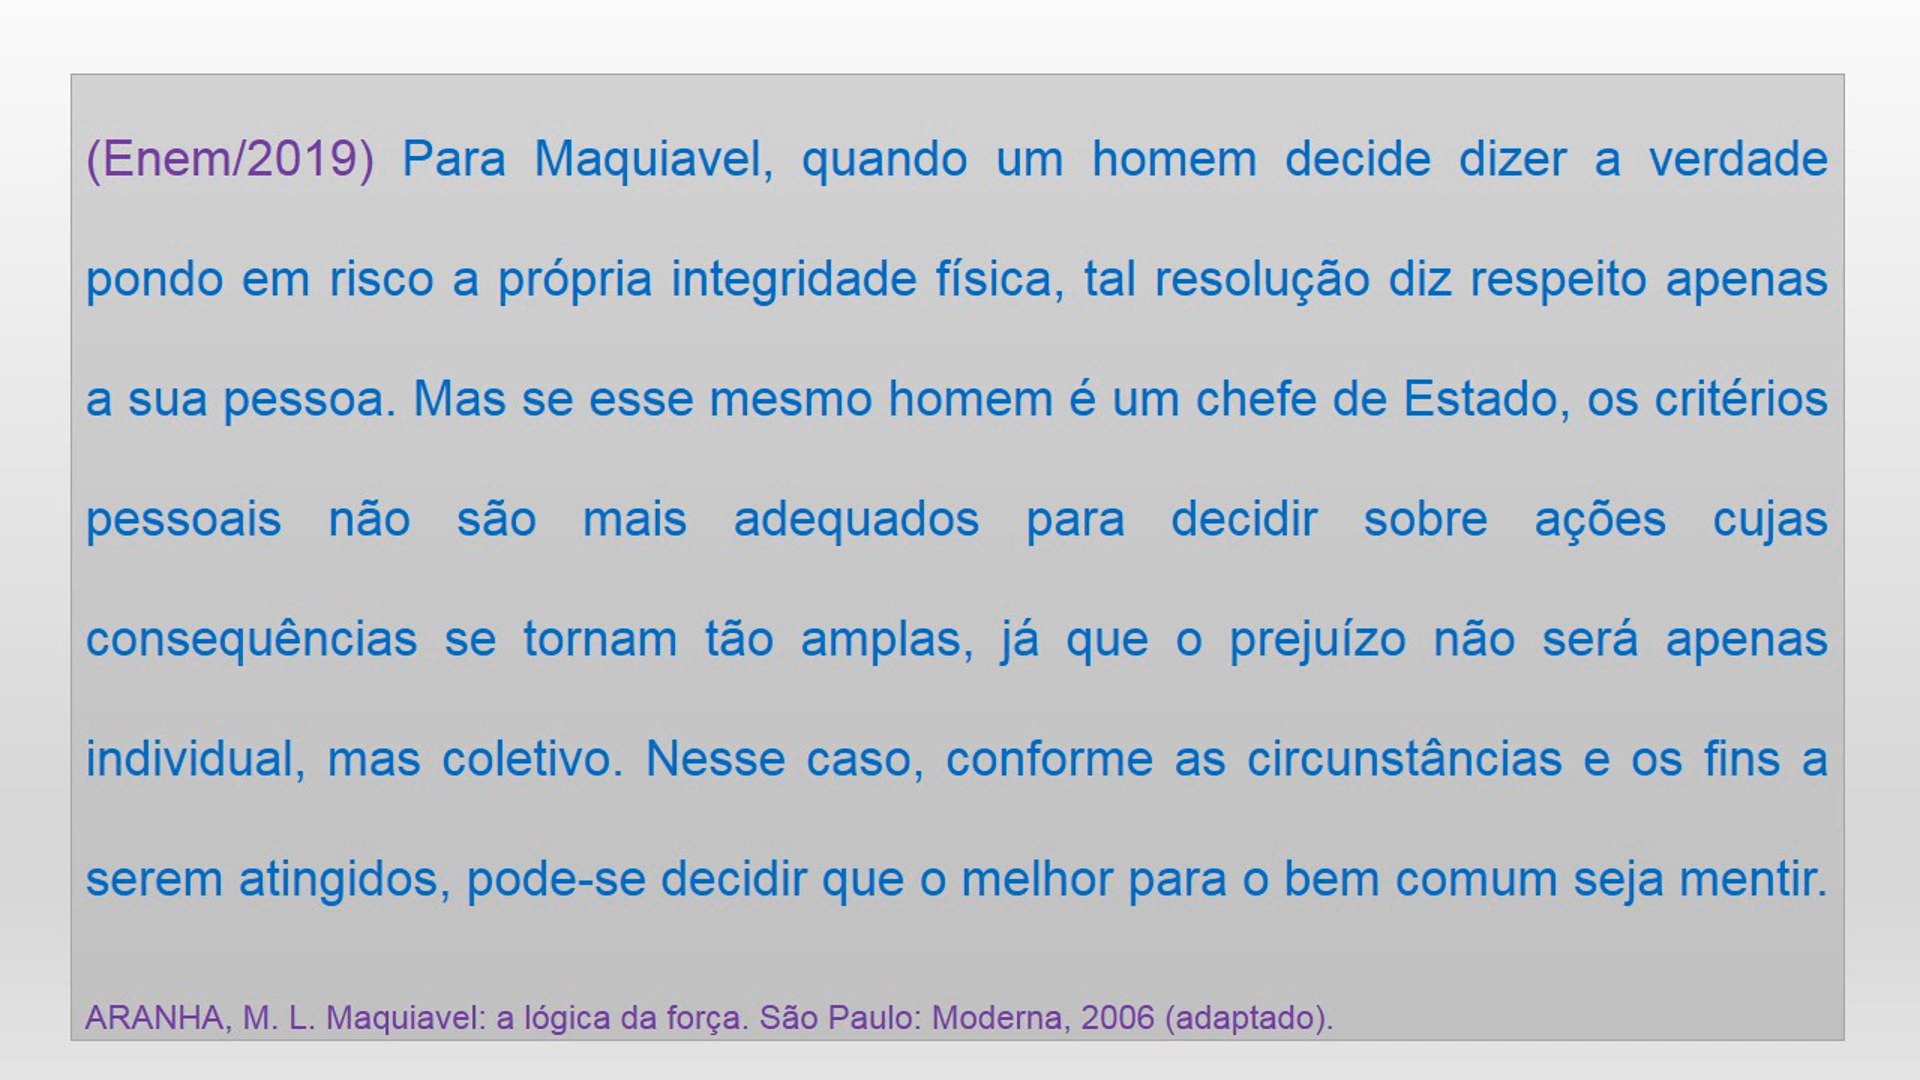 (Enem/2019) Para Maquiavel, quando um homem decide dizer a verdade
pondo em risco a própria integridade física, tal resolução diz respeito apenas
a sua pessoa. Mas se esse mesmo homem é um chefe de Estado, os critérios
pessoais não são mais adequados para decidir sobre ações cujas
consequências se tornam tão amplas, já que o prejuízo não será apenas
individual, mas coletivo. Nesse caso, conforme as circunstâncias e os fins a
serem atingidos, pode-se decidir que o melhor para o bem comum seja mentir.
ARANHA, M. L. Maquiavel: a lógica da força. São Paulo: Moderna, 2006 (adaptado).